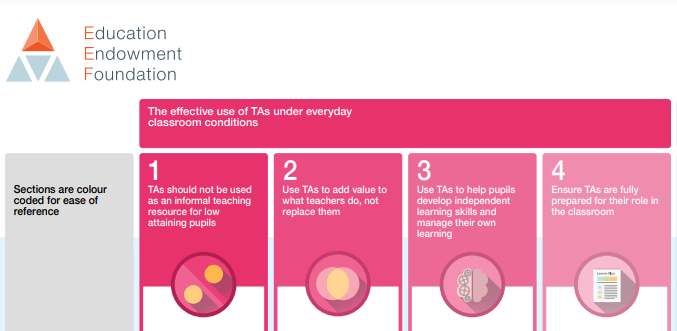 Education
Endowment
Foundation
The effective use of TAs under everyday
classroom conditions
Sections are colour
coded for ease of
reference
1
TAs should not be used
as an informal teaching
resource for low
attaining pupils
2
Use TAs to add value to
what teachers do, not
replace them
3
Use TAs to help pupils
develop independent
learning skills and
manage their own
learning
4
Ensure TAs are fully
prepared for their role in
the classroom